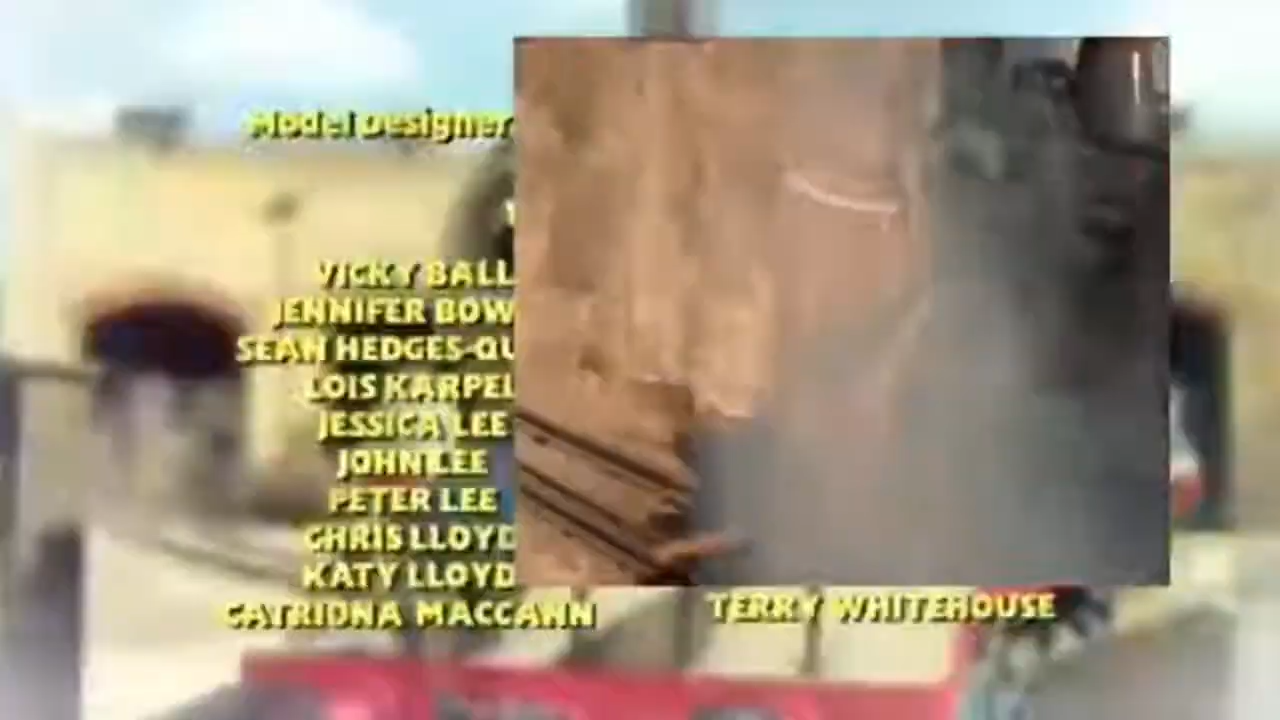 Model Designer
VICKY BALL
JENNIFER BOW
SEAN HEDGES-QU
LOIS KARPEL
JESSICA LEE
JOHN LEE
PETER LEE
CHRIS LLOYD
KATY LLOYD
CATRIONA MACCANN
TERRY WHITEHOUSE